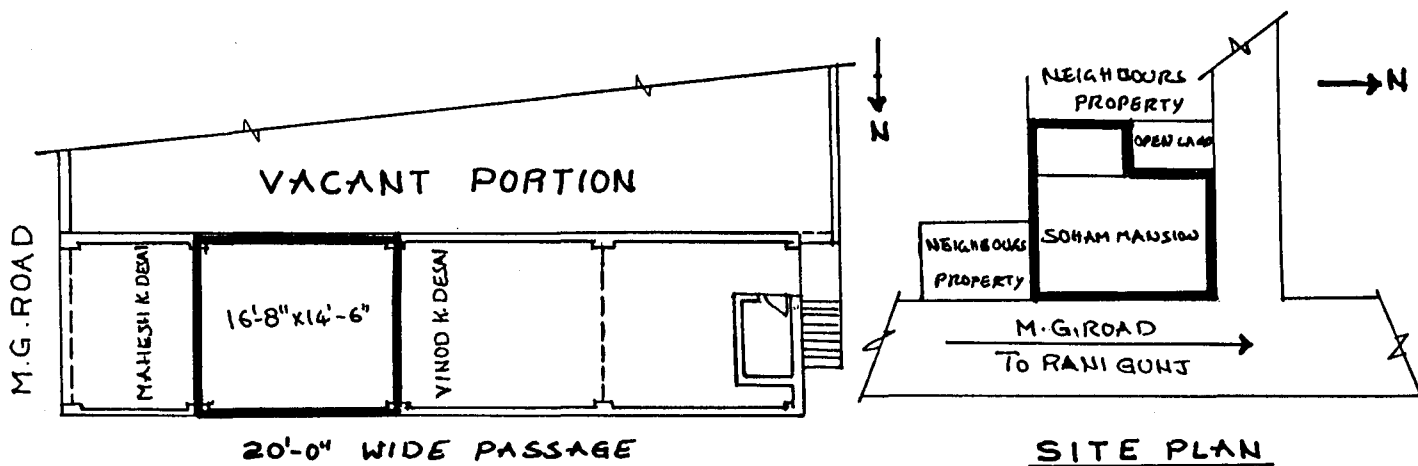 VACANT PORTION
N
M.G. ROAD
MAHESH K. DESAI
16'-8" X 14'-6"
VINOD K. DESAI
20'-0" WIDE PASSAGE
NEIGHBOURS
PROPERTY
N
OPEN LAND
SOHAM MANSION
NEIGHBOURS
PROPERTY
M.G. ROAD
TO RANI GUNJ
SITE PLAN